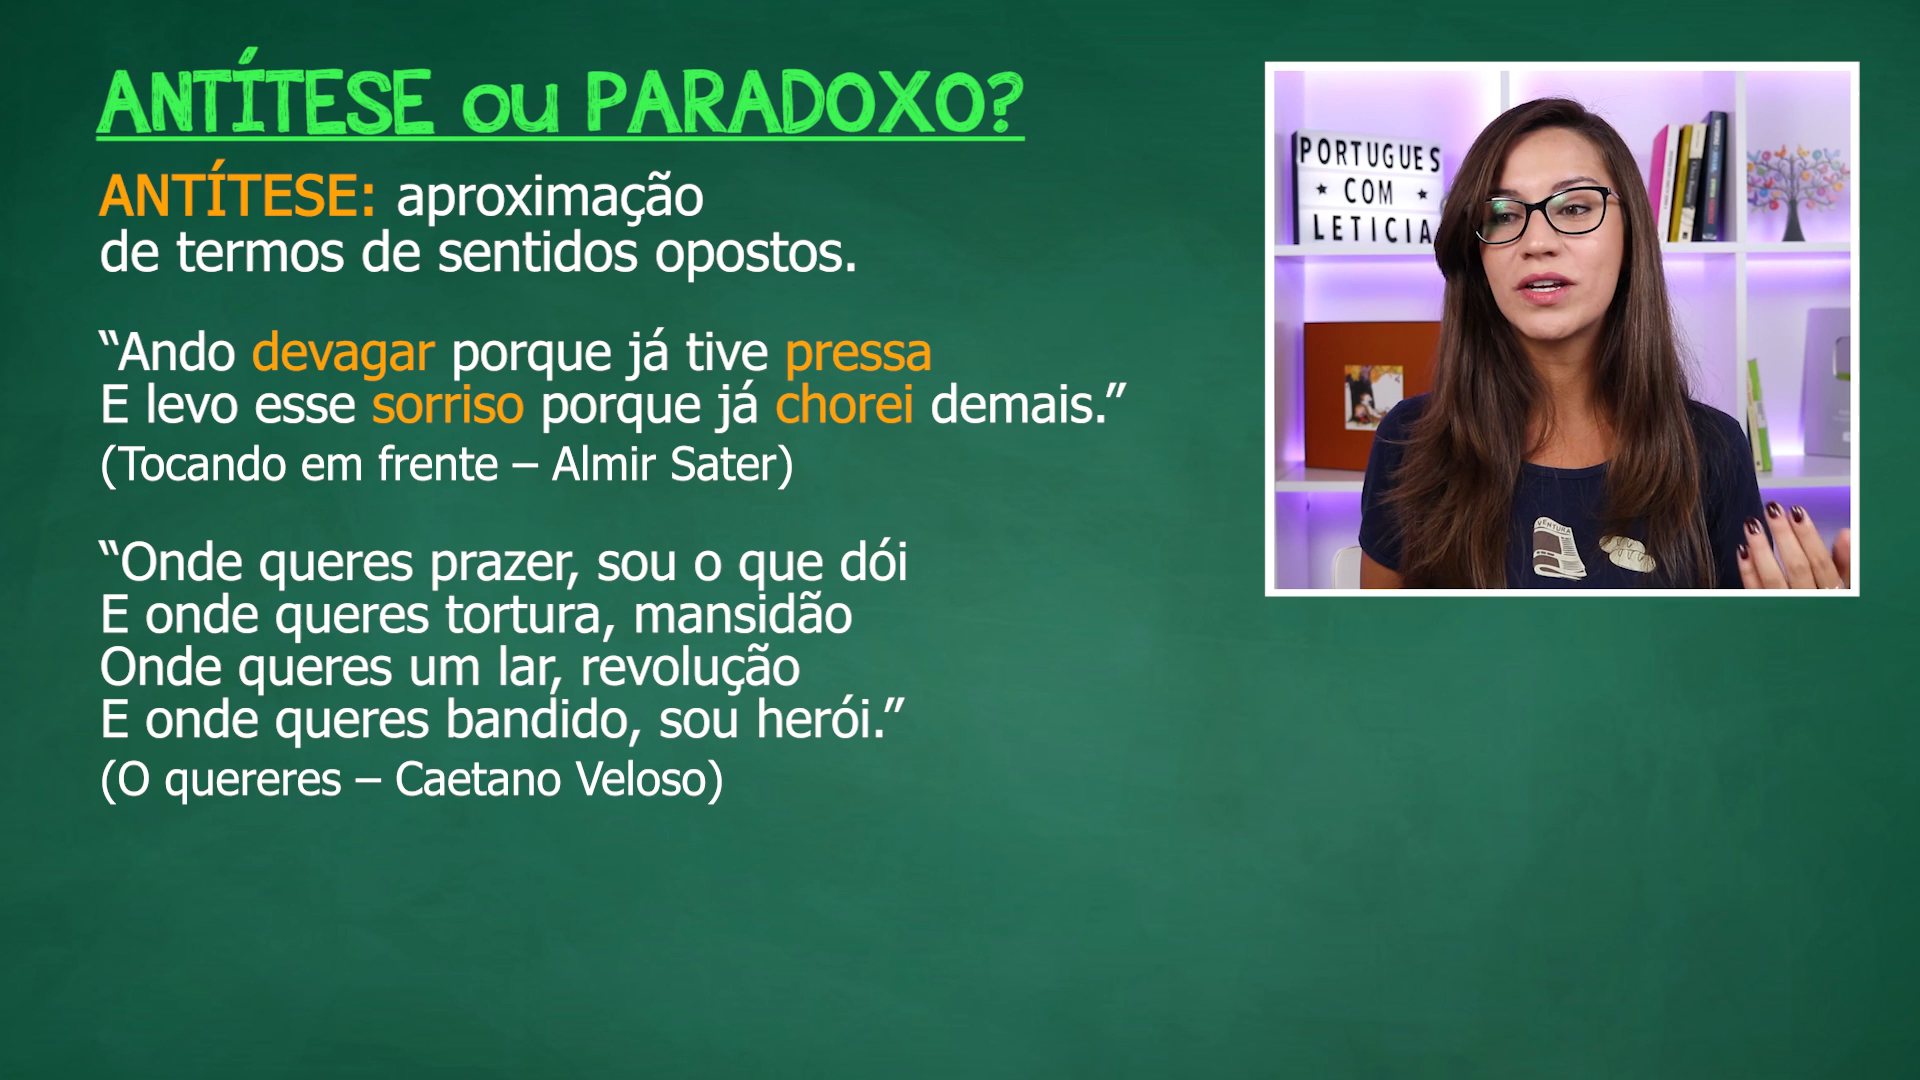 ANTÍTESE ou PARADOXO?
ANTÍTESE: aproximação
de termos de sentidos opostos.
“Ando devagar porque já tive pressa
E levo esse sorriso porque já chorei demais.”
(Tocando em frente – Almir Sater)
“Onde queres prazer, sou o que dói
E onde queres tortura, mansidão
Onde queres um lar, revolução
E onde queres bandido, sou herói.”
(O quereres – Caetano Veloso)
PORTUGUES
COM
LETICIA
VENTURA